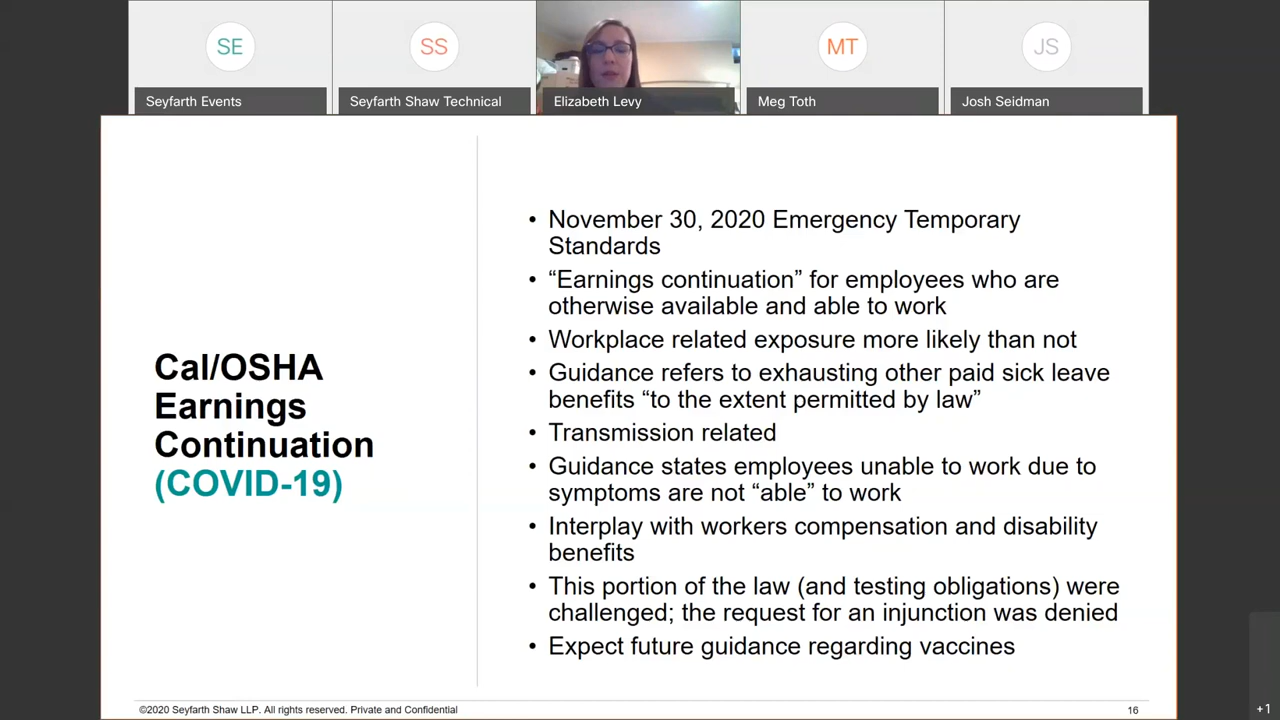 SE
SS
MT
JS
Seyfarth Events
Seyfarth Shaw Technical
Elizabeth Levy
Meg Toth
Josh Seidman
Cal/OSHA
Earnings
Continuation
(COVID-19)
• November 30, 2020 Emergency Temporary
Standards
• “Earnings continuation” for employees who are
otherwise available and able to work
• Workplace related exposure more likely than not
• Guidance refers to exhausting other paid sick leave
benefits “to the extent permitted by law”
• Transmission related
• Guidance states employees unable to work due to
symptoms are not “able” to work
• Interplay with workers compensation and disability
benefits
• This portion of the law (and testing obligations) were
challenged; the request for an injunction was denied
• Expect future guidance regarding vaccines
©2020 Seyfarth Shaw LLP. All rights reserved. Private and Confidential
16
+1